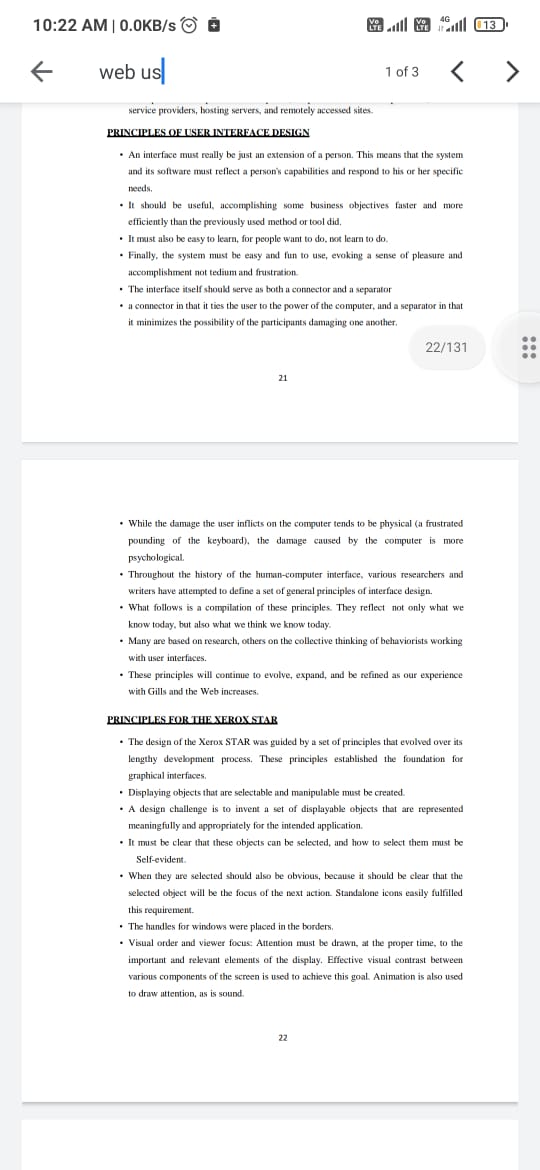 10:22 AM | 0.0KB/s
Vo LTE Vo LTE 4G 13
web us
1 of 3
service providers, hosting servers, and remotely accessed sites.
PRINCIPLES OF USER INTERFACE DESIGN
• An interface must really be just an extension of a person. This means that the system
and its software must reflect a person's capabilities and respond to his or her specific
needs.
• It should be useful, accomplishing some business objectives faster and more
efficiently than the previously used method or tool did.
• It must also be easy to learn, for people want to do, not learn to do.
• Finally, the system must be easy and fun to use, evoking a sense of pleasure and
accomplishment not tedium and frustration.
• The interface itself should serve as both a connector and a separator
• a connector in that it ties the user to the power of the computer, and a separator in that
it minimizes the possibility of the participants damaging one another.
22/131
21
• While the damage the user inflicts on the computer tends to be physical (a frustrated
pounding of the keyboard), the damage caused by the computer is more
psychological.
• Throughout the history of the human-computer interface, various researchers and
writers have attempted to define a set of general principles of interface design.
• What follows is a compilation of these principles. They reflect not only what we
know today, but also what we think we know today.
• Many are based on research, others on the collective thinking of behaviorists working
with user interfaces.
• These principles will continue to evolve, expand, and be refined as our experience
with Gills and the Web increases.
PRINCIPLES FOR THE XEROX STAR
• The design of the Xerox STAR was guided by a set of principles that evolved over its
lengthy development process. These principles established the foundation for
graphical interfaces.
• Displaying objects that are selectable and manipulable must be created.
• A design challenge is to invent a set of displayable objects that are represented
meaningfully and appropriately for the intended application.
• It must be clear that these objects can be selected, and how to select them must be
Self-evident.
• When they are selected should also be obvious, because it should be clear that the
selected object will be the focus of the next action. Standalone icons easily fulfilled
this requirement.
• The handles for windows were placed in the borders.
• Visual order and viewer focus: Attention must be drawn, at the proper time, to the
important and relevant elements of the display. Effective visual contrast between
various components of the screen is used to achieve this goal. Animation is also used
to draw attention, as is sound.
22